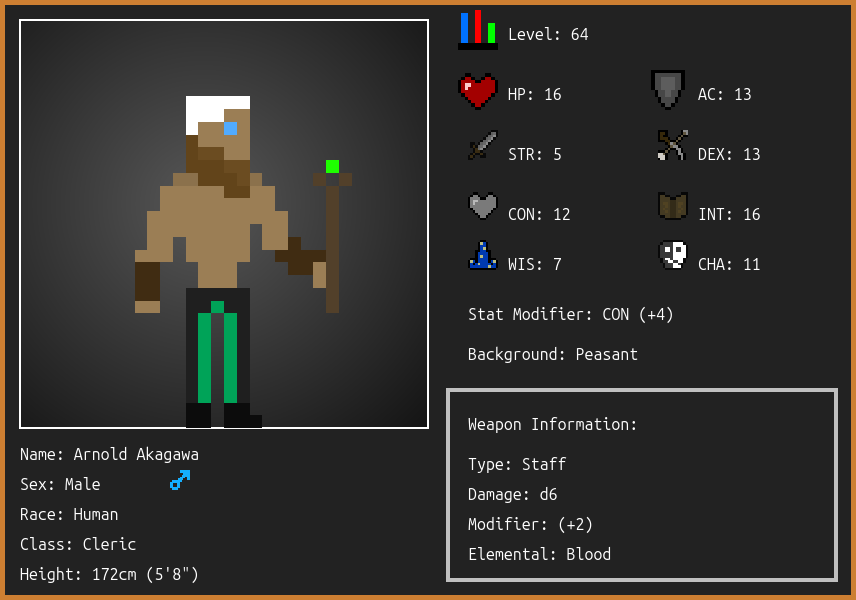 Level: 64
HP: 16
AC: 13
STR: 5
DEX: 13
CON: 12
INT: 16
WIS: 7
CHA: 11
Stat Modifier: CON (+4)
Background: Peasant
Weapon Information:
Type: Staff
Damage: d6
Modifier: (+2)
Elemental: Blood
Name: Arnold Akagawa
Sex: Male
Race: Human
Class: Cleric
Height: 172cm (5'8")